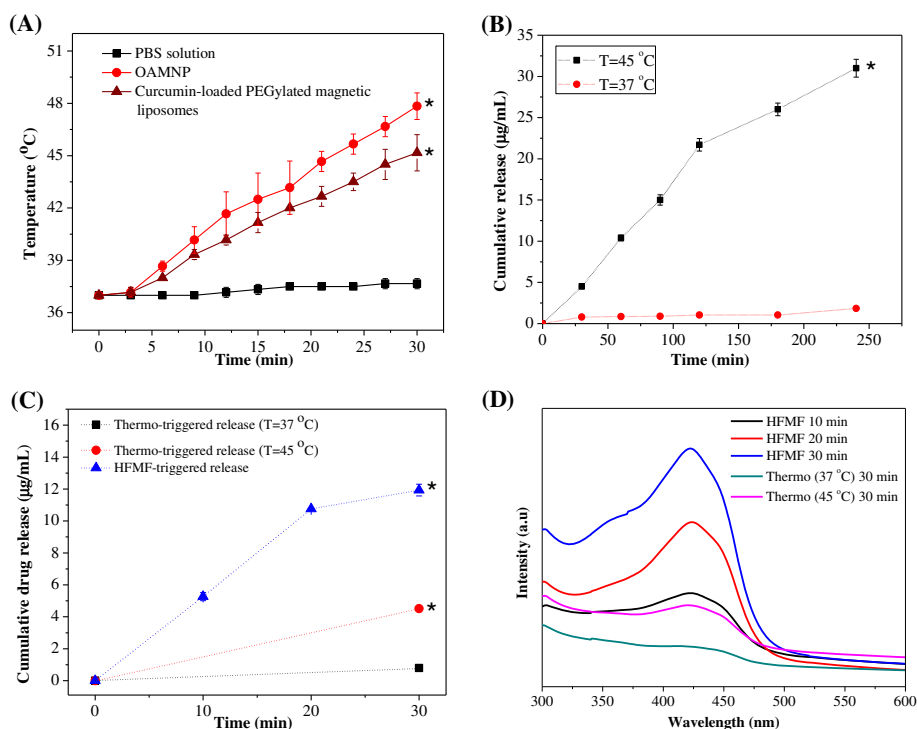 (A)
PBS solution
OAMNP
Curcumin-loaded PEGylated magnetic
liposomes
*
*
Temperature (°C)
51
48
45
42
39
36
0 5 10 15 20 25 30
Time (min)
(B)
T=45 °C
T=37 °C
*
Cumulative release (µg/mL)
35
30
25
20
15
10
5
0
0 50 100 150 200 250
Time (min)
(C)
Thermo-triggered release (T=37 °C)
Thermo-triggered release (T=45 °C)
HFMF-triggered release
*
*
Cumulative drug release (µg/mL)
16
14
12
10
8
6
4
2
0
0 10 20 30
Time (min)
(D)
HFMF 10 min
HFMF 20 min
HFMF 30 min
Thermo (37 °C) 30 min
Thermo (45 °C) 30 min
Intensity (a.u)
300 350 400 450 500 550 600
Wavelength (nm)